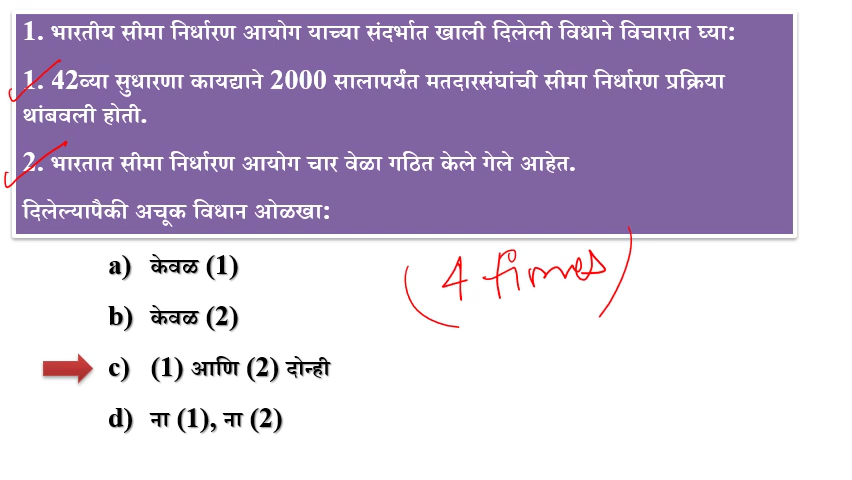 1. भारतीय सीमा निर्धारण आयोग याच्या संदर्भात खाली दिलेली विधाने विचारात घ्या:
1. 42व्या सुधारणा कायद्याने 2000 सालापर्यंत मतदारसंघांची सीमा निर्धारण प्रक्रिया
थांबवली होती.
2. भारतात सीमा निर्धारण आयोग चार वेळा गठित केले गेले आहेत.
दिलेल्यापैकी अचूक विधान ओळखा:
a) केवळ (1)
(4 times)
b) केवळ (2)
c) (1) आणि (2) दोन्ही
d) ना (1), ना (2)